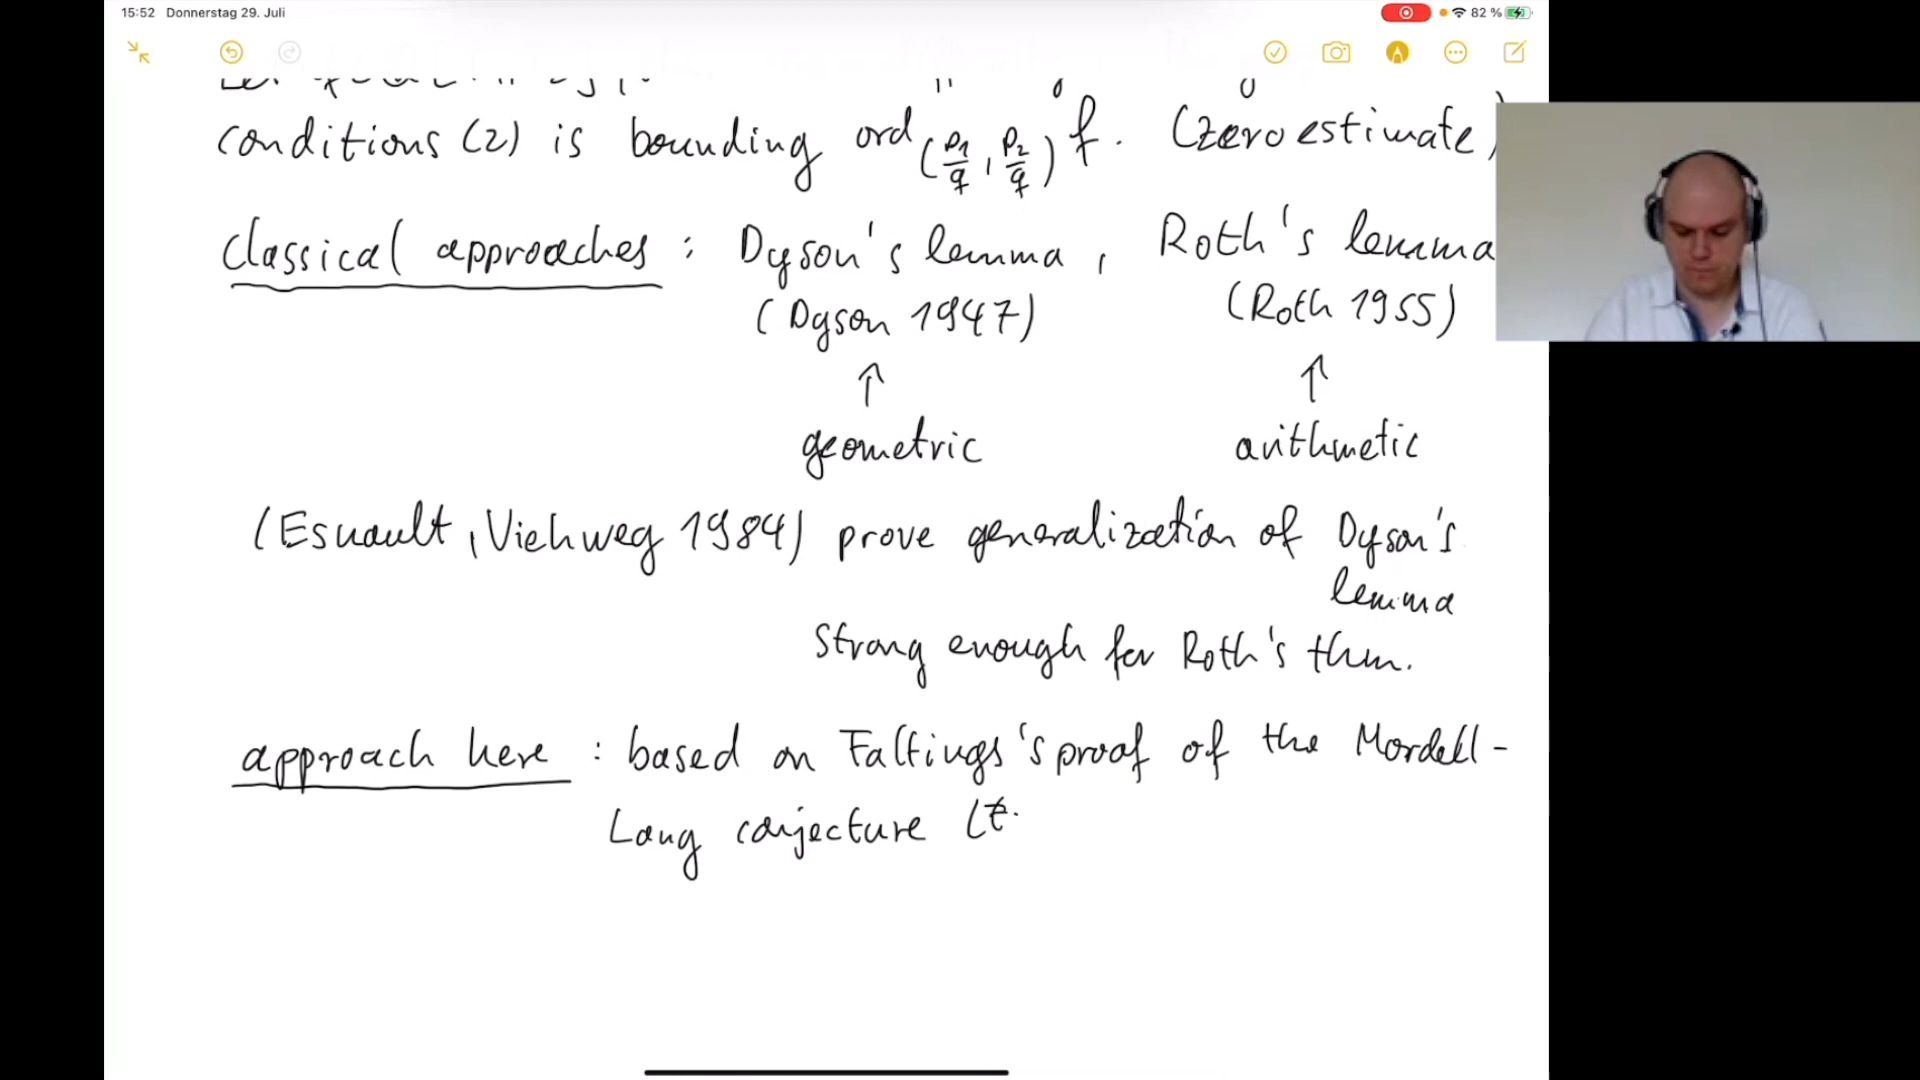 15:52 Donnerstag 29. Juli 82 %
conditions (2) is bounding ord (p1/q, p2/q) f. (zero estimate)
Classical approaches : Dyson's lemma , Roth's lemma
(Dyson 1947) (Roth 1955)
↑ ↑
geometric arithmetic
(Esnault, Viehweg 1984) prove generalization of Dyson's
lemma
strong enough for Roth's thm.
approach here : based on Faltings's proof of the Mordell-
Lang conjecture (